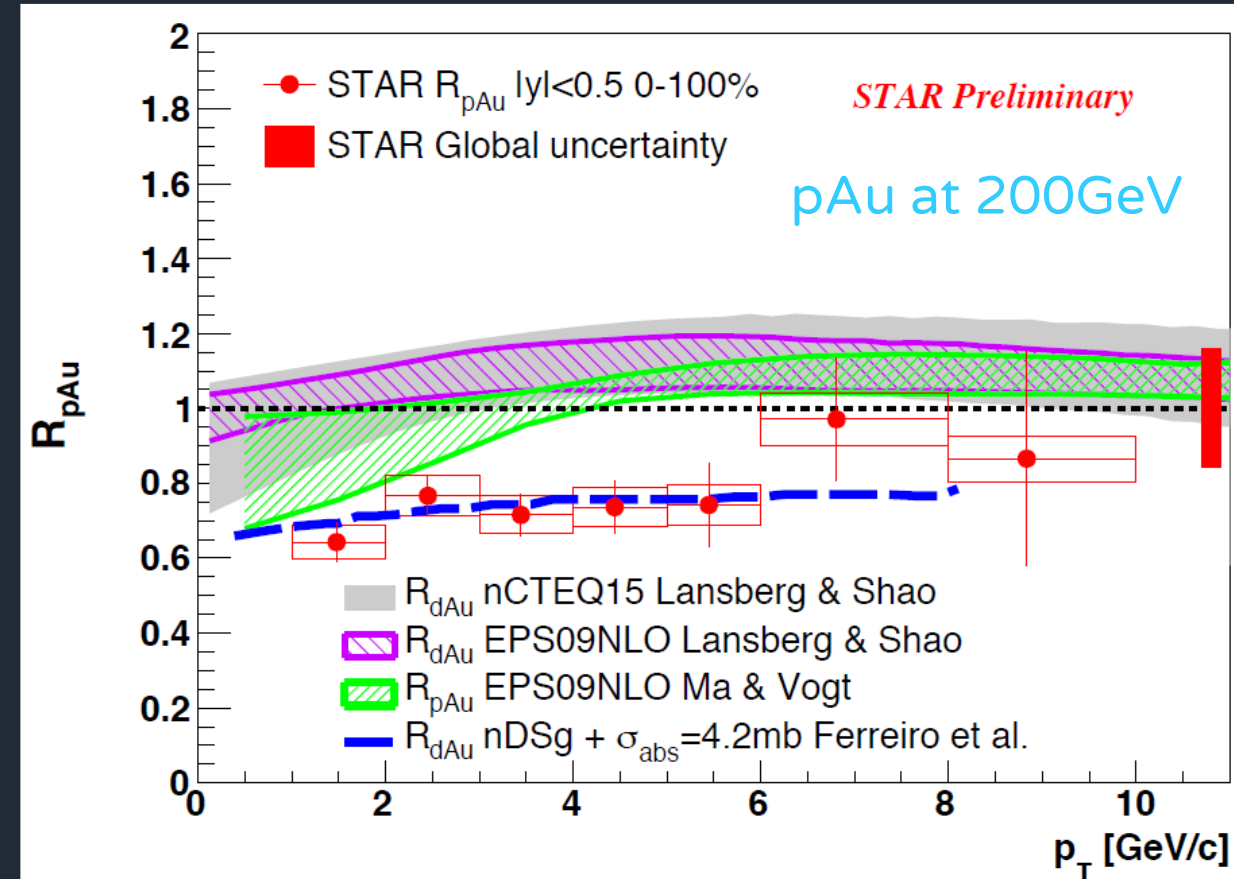 2
1.8
1.6
1.4
1.2
1
0.8
0.6
0.4
0.2
0
R_pAu
STAR R_pAu |y|<0.5 0-100%
STAR Global uncertainty
STAR Preliminary
pAu at 200GeV
R_dAu nCTEQ15 Lansberg & Shao
R_dAu EPS09NLO Lansberg & Shao
R_pAu EPS09NLO Ma & Vogt
R_dAu nDSg + σ_abs=4.2mb Ferreiro et al.
0 2 4 6 8 10
p_T [GeV/c]